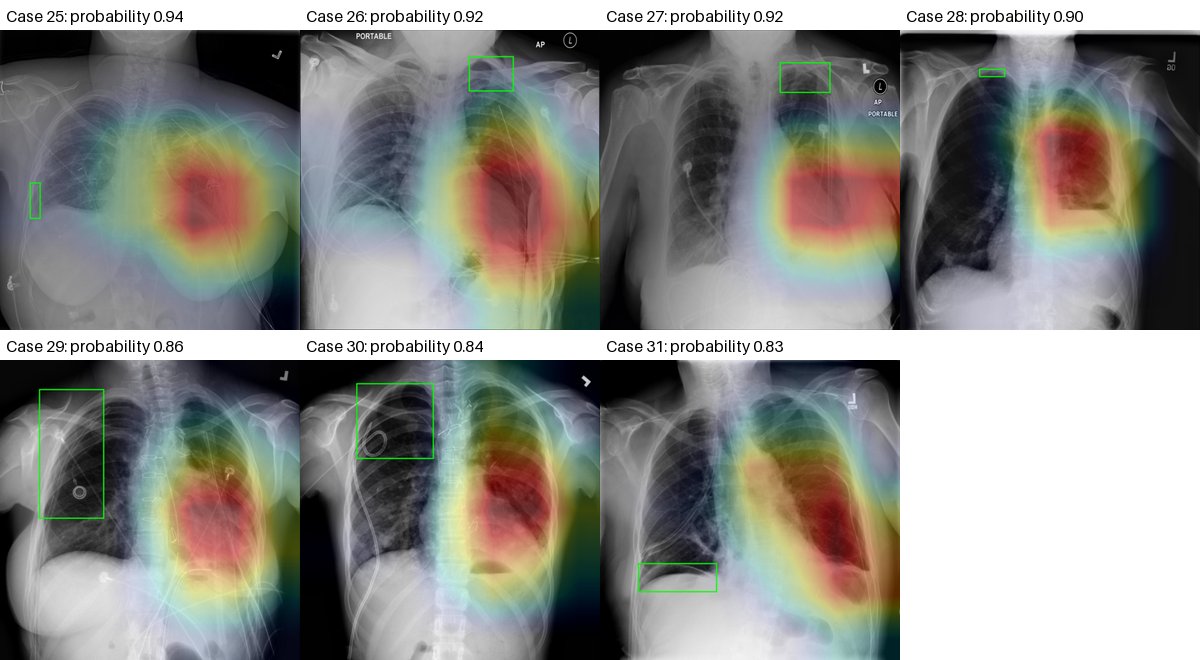 Case 25: probability 0.94
Case 26: probability 0.92
Case 27: probability 0.92
Case 28: probability 0.90
L
PORTABLE
AP
L
L
L
AP
PORTABLE
L
Case 29: probability 0.86
Case 30: probability 0.84
Case 31: probability 0.83
L
L
L